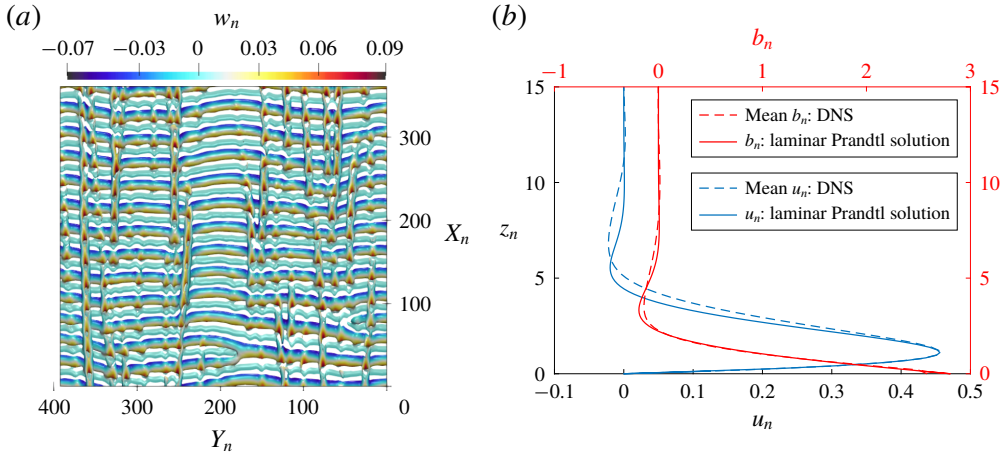 (a)
w_n
−0.07 −0.03 0 0.03 0.06 0.09
300
200
X_n
100
0
400 300 200 100 0
Y_n
(b)
b_n
−1 0 1 2 3
15 15
Mean b_n: DNS
b_n: laminar Prandtl solution
10 10
Mean u_n: DNS
u_n: laminar Prandtl solution
z_n
5 5
0 0
−0.1 0 0.1 0.2 0.3 0.4 0.5
u_n